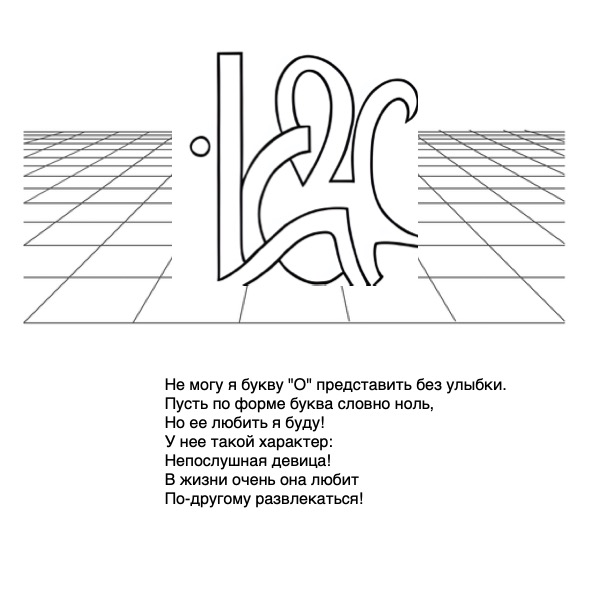 Не могу я букву "О" представить без улыбки.
Пусть по форме буква словно ноль,
Но ее любить я буду!
У нее такой характер:
Непослушная девица!
В жизни очень она любит
По-другому развлекаться!